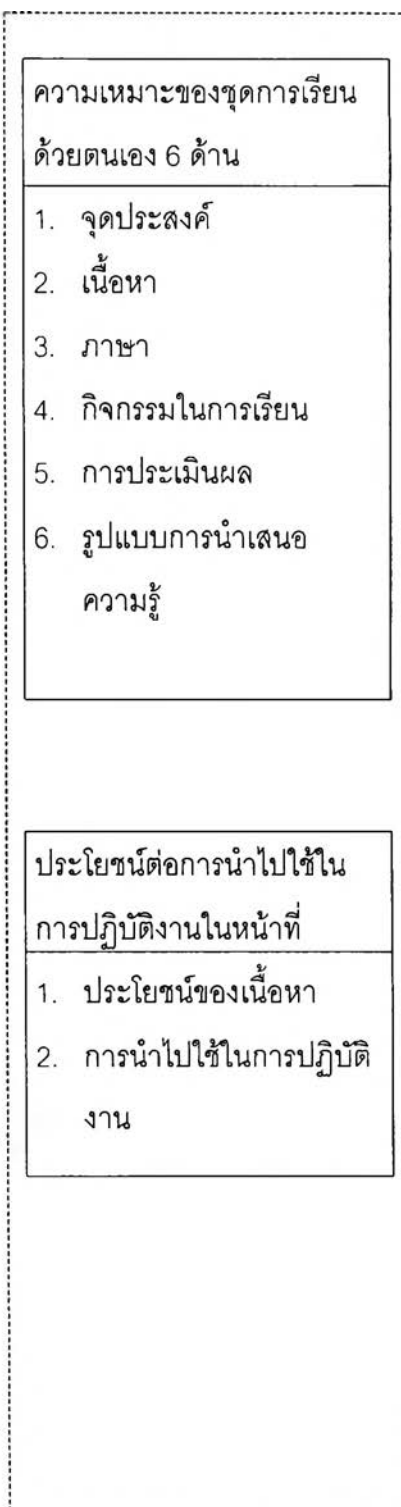 ความเหมาะของชุดการเรียน
ด้วยตนเอง 6 ด้าน
1. จุดประสงค์
2. เนื้อหา
3. ภาษา
4. กิจกรรมในการเรียน
5. การประเมินผล
6. รูปแบบการนำเสนอ
ความรู้
ประโยชน์ต่อการนำไปใช้ใน
การปฏิบัติงานในหน้าที่
1. ประโยชน์ของเนื้อหา
2. การนำไปใช้ในการปฏิบัติ
งาน